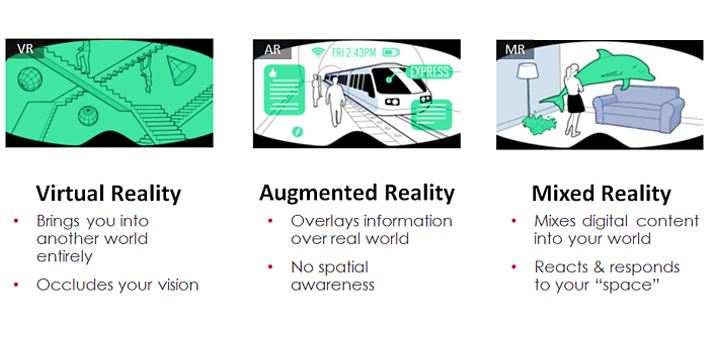 VR
AR
FRI 2:43PM
EXPRESS
MR
Virtual Reality
• Brings you into
another world
entirely
• Occludes your vision
Augmented Reality
• Overlays information
over real world
• No spatial
awareness
Mixed Reality
• Mixes digital content
into your world
• Reacts & responds
to your “space”